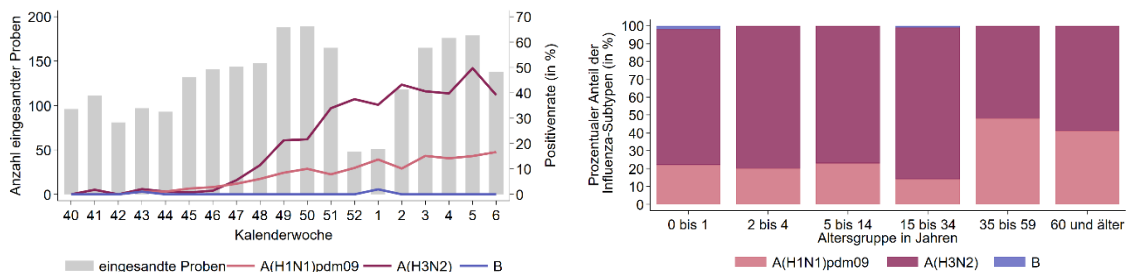 Anzahl eingesandter Proben
200
150
100
50
0
70
60
50
40
30
20
10
0
Positivenrate (in %)
40 41 42 43 44 45 46 47 48 49 50 51 52 1 2 3 4 5 6
Kalenderwoche
eingesandte Proben A(H1N1)pdm09 A(H3N2) B
Prozentualer Anteil der
Influenza-Subtypen (in %)
100
90
80
70
60
50
40
30
20
10
0
0 bis 1 2 bis 4 5 bis 14 15 bis 34 35 bis 59 60 und älter
Altersgruppe in Jahren
A(H1N1)pdm09 A(H3N2) B